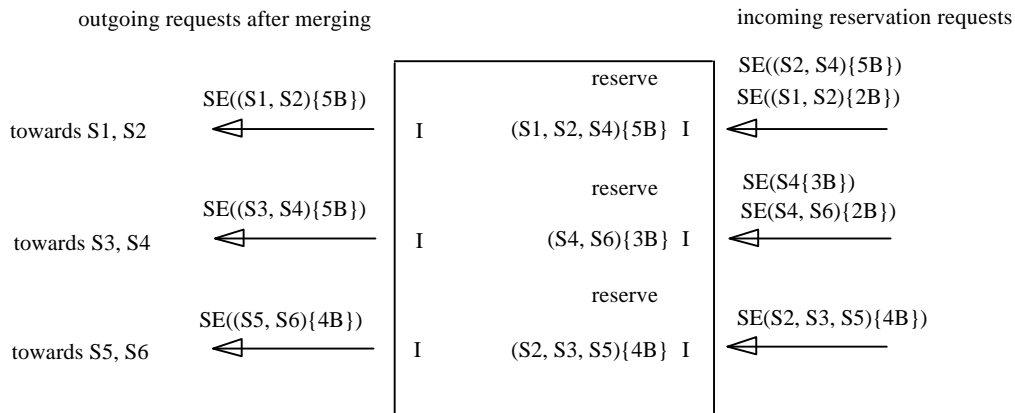 outgoing requests after merging
incoming reservation requests
SE((S2, S4){5B})
reserve
SE((S1, S2){5B})
SE((S1, S2){2B})
towards S1, S2
I
(S1, S2, S4){5B} I
SE(S4{3B})
reserve
SE((S3, S4){5B})
SE(S4, S6){2B})
towards S3, S4
I
(S4, S6){3B} I
reserve
SE((S5, S6){4B})
SE(S2, S3, S5){4B})
towards S5, S6
I
(S2, S3, S5){4B} I